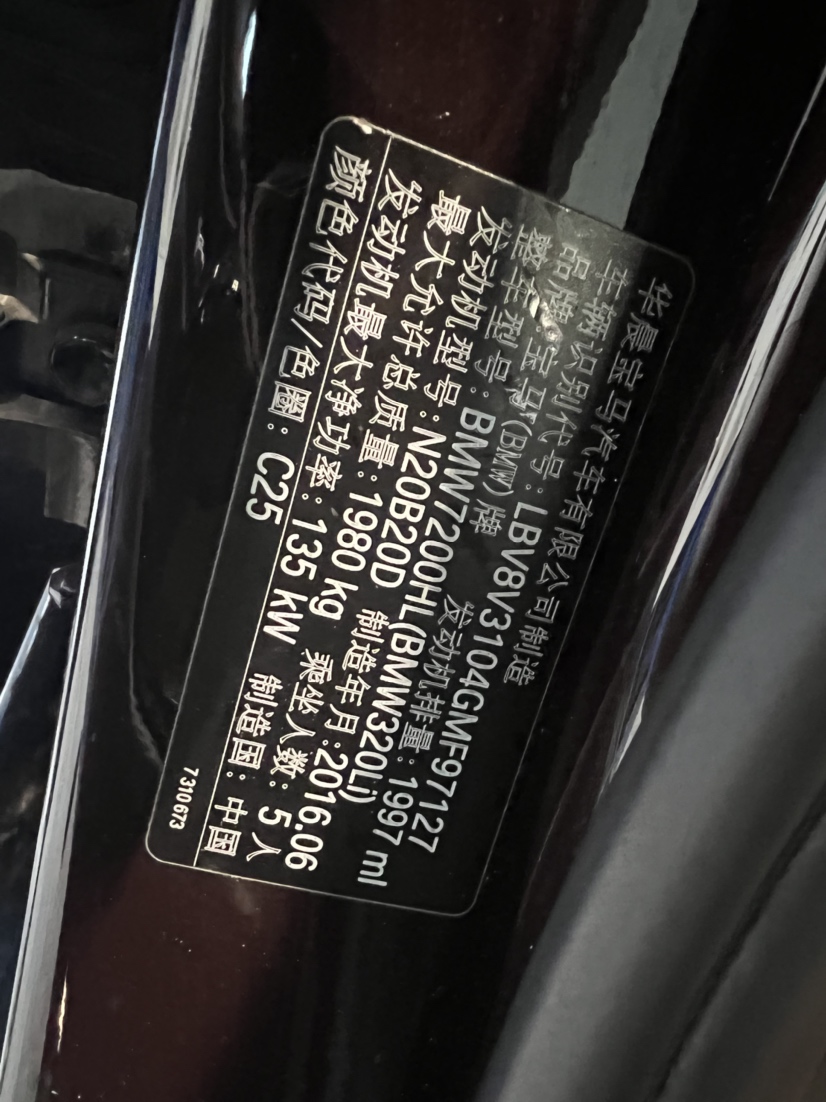 华晨宝马汽车有限公司制造
车辆识别代号：LBV8V3104GMF97127
品牌：宝马(BMW)牌 发动机排量：1997 ml
整车型号：BMW7200HL(BMW320Li)
发动机型号：N20B20D 制造年月：2016.06
最大允许总质量：1980 kg 乘坐人数：5 人
发动机最大净功率：135 kW 制造国：中国
颜色代码/色圈：C25
7310673